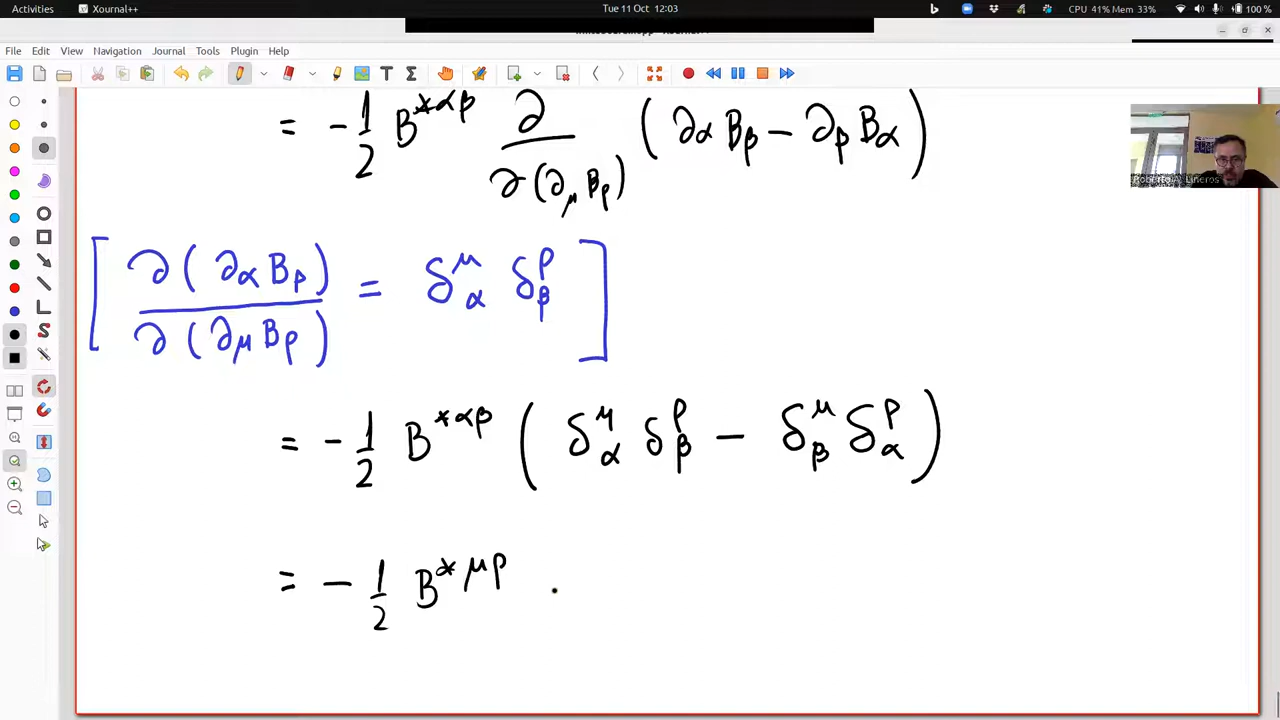 Activities
Xournal++
Tue 11 Oct 12:03
CPU 41% Mem 33%
100 %
File Edit View Navigation Journal Tools Plugin Help
= -1/2 B^{*αβ} ∂/∂(∂_μ B_ρ) (∂_α B_β - ∂_β B_α)
[ ∂(∂_α B_β)/∂(∂_μ B_ρ) = δ^μ_α δ^ρ_β ]
= -1/2 B^{*αβ} ( δ^μ_α δ^ρ_β - δ^μ_β δ^ρ_α )
= -1/2 B^{*μρ}
Roberto A. Lineros